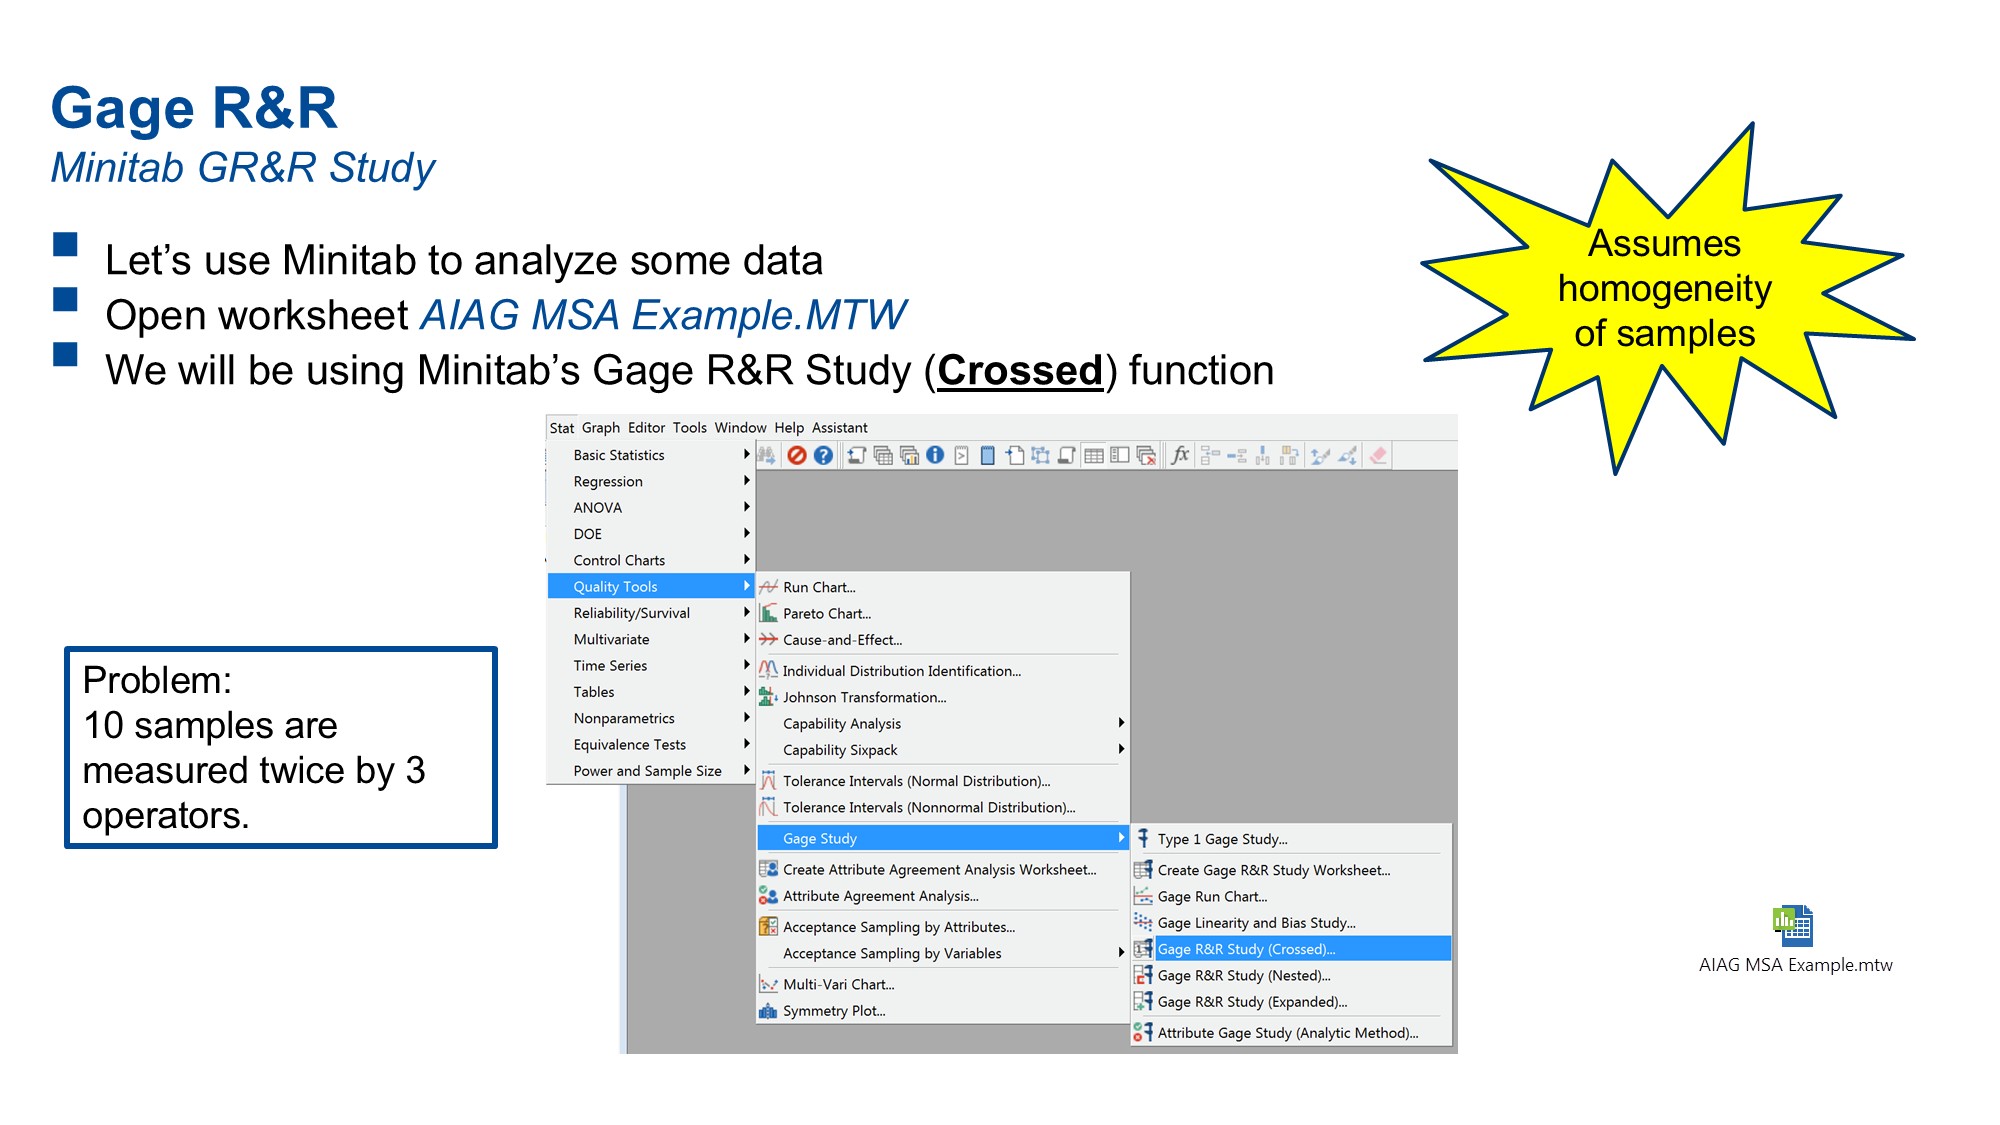 Gage R&R
Minitab GR&R Study
Let’s use Minitab to analyze some data
Open worksheet AIAG MSA Example.MTW
We will be using Minitab’s Gage R&R Study (Crossed) function
Assumes
homogeneity
of samples
Problem:
10 samples are
measured twice by 3
operators.
Stat Graph Editor Tools Window Help Assistant
Basic Statistics
Regression
ANOVA
DOE
Control Charts
Quality Tools
Reliability/Survival
Multivariate
Time Series
Tables
Nonparametrics
Equivalence Tests
Power and Sample Size
fx
Run Chart...
Pareto Chart...
Cause-and-Effect...
Individual Distribution Identification...
Johnson Transformation...
Capability Analysis
Capability Sixpack
Tolerance Intervals (Normal Distribution)...
Tolerance Intervals (Nonnormal Distribution)...
Gage Study
Create Attribute Agreement Analysis Worksheet...
Attribute Agreement Analysis...
Acceptance Sampling by Attributes...
Acceptance Sampling by Variables
Multi-Vari Chart...
Symmetry Plot...
Type 1 Gage Study...
Create Gage R&R Study Worksheet...
Gage Run Chart...
Gage Linearity and Bias Study...
Gage R&R Study (Crossed)...
Gage R&R Study (Nested)...
Gage R&R Study (Expanded)...
Attribute Gage Study (Analytic Method)...
AIAG MSA Example.mtw